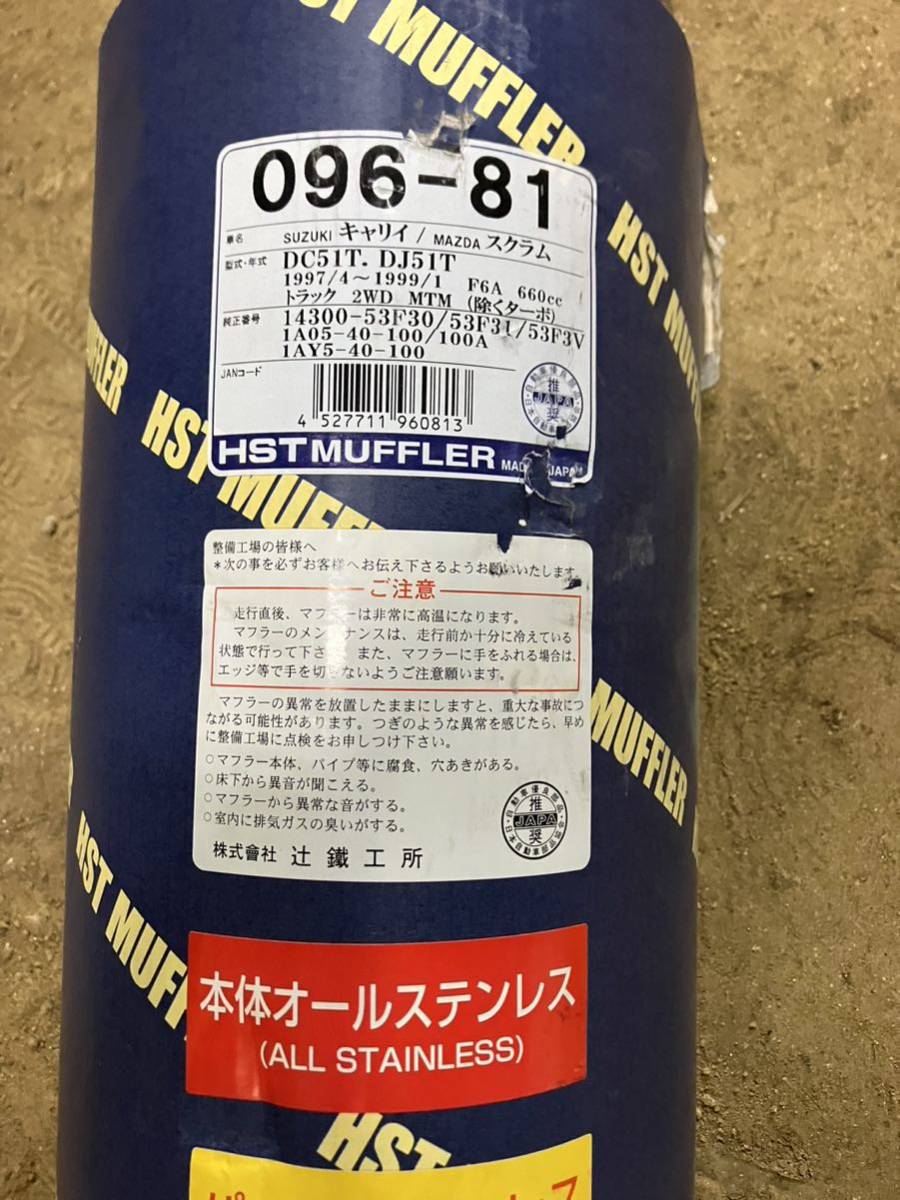 HST MUFFLER
096-81
車名 SUZUKI キャリイ / MAZDA スクラム
型式・年式 DC51T. DJ51T
1997/4～1999/1 F6A 660cc
トラック 2WD MTM (除くターボ)
純正番号 14300-53F30/53F31/53F3V
1A05-40-100/100A
1AY5-40-100
JANコード
4 527711 960813
推 JAPA 奨
HST MUFFLER MADE JAPAN
HST MUFFLER
MUFFLER
HST MUFFLER
整備工場の皆様へ
*次の事を必ずお客様へお伝え下さるようお願いいたします。
ご注意
走行直後、マフラーは非常に高温になります。
マフラーのメンテナンスは、走行前か十分に冷えている
状態で行って下さ また、マフラーに手をふれる場合は、
エッジ等で手を切らないようご注意願います。
マフラーの異常を放置したままにしますと、重大な事故につ
ながる可能性があります。つぎのような異常を感じたら、早め
に整備工場に点検をお申しつけ下さい。
○マフラー本体、パイプ等に腐食、穴あきがある。
○床下から異音が聞こえる。
○マフラーから異常な音がする。
○室内に排気ガスの臭いがする。
株式會社 辻鐵工所
自動車優良部品 推 JAPA 奨
MUFFLER
HST MUFF
本体オールステンレス
(ALL STAINLESS)
HST